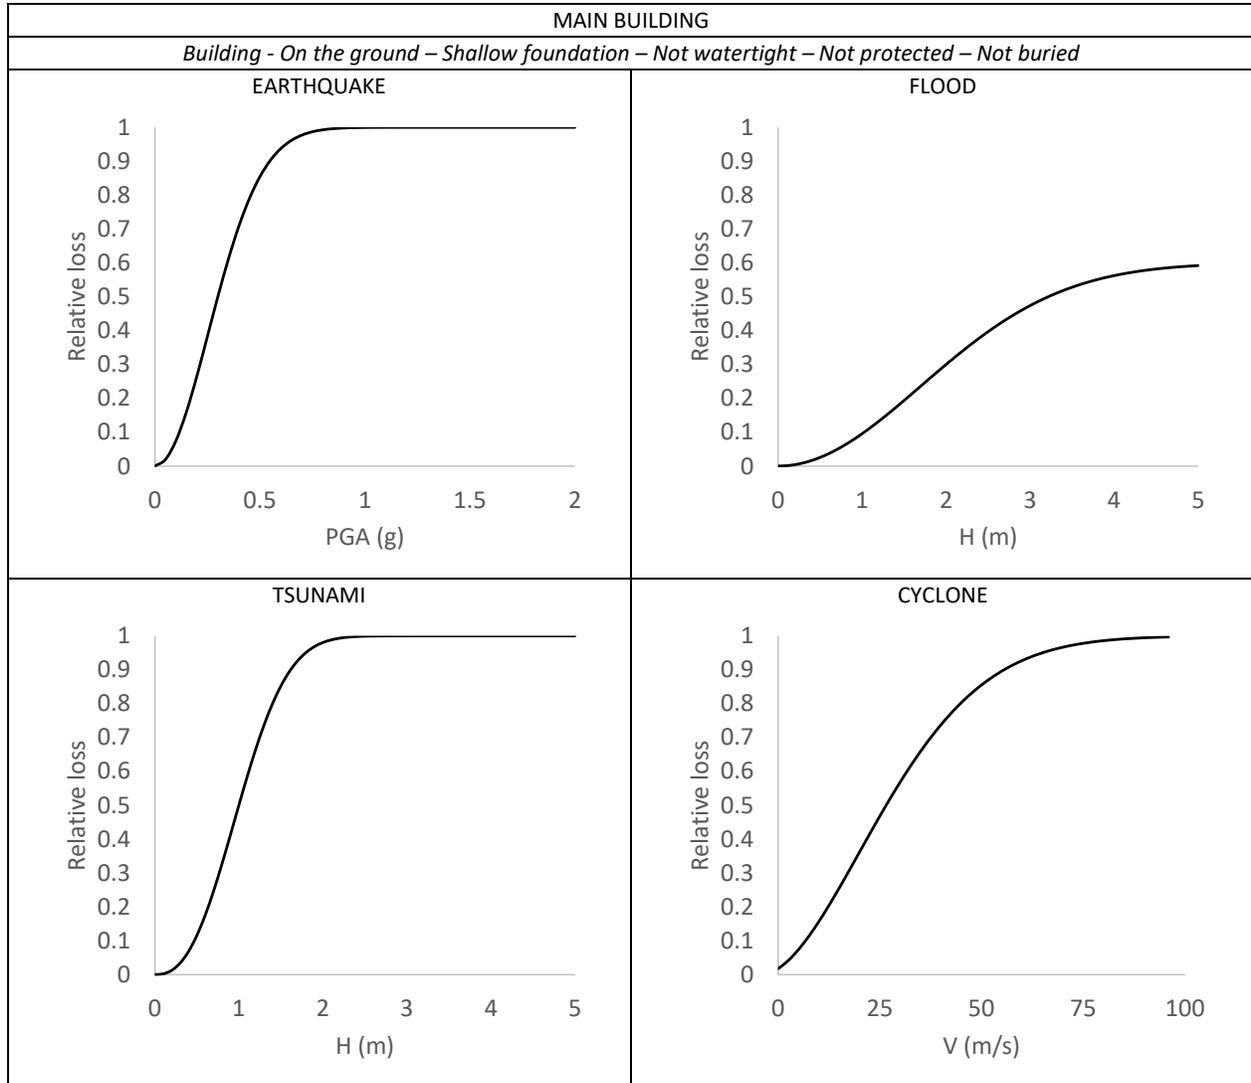 MAIN BUILDING
Building - On the ground – Shallow foundation – Not watertight – Not protected – Not buried
EARTHQUAKE
1
0.9
0.8
0.7
0.6
0.5
0.4
0.3
0.2
0.1
0
Relative loss
0 0.5 1 1.5 2
PGA (g)
FLOOD
1
0.9
0.8
0.7
0.6
0.5
0.4
0.3
0.2
0.1
0
Relative loss
0 1 2 3 4 5
H (m)
TSUNAMI
1
0.9
0.8
0.7
0.6
0.5
0.4
0.3
0.2
0.1
0
Relative loss
0 1 2 3 4 5
H (m)
CYCLONE
1
0.9
0.8
0.7
0.6
0.5
0.4
0.3
0.2
0.1
0
Relative loss
0 25 50 75 100
V (m/s)